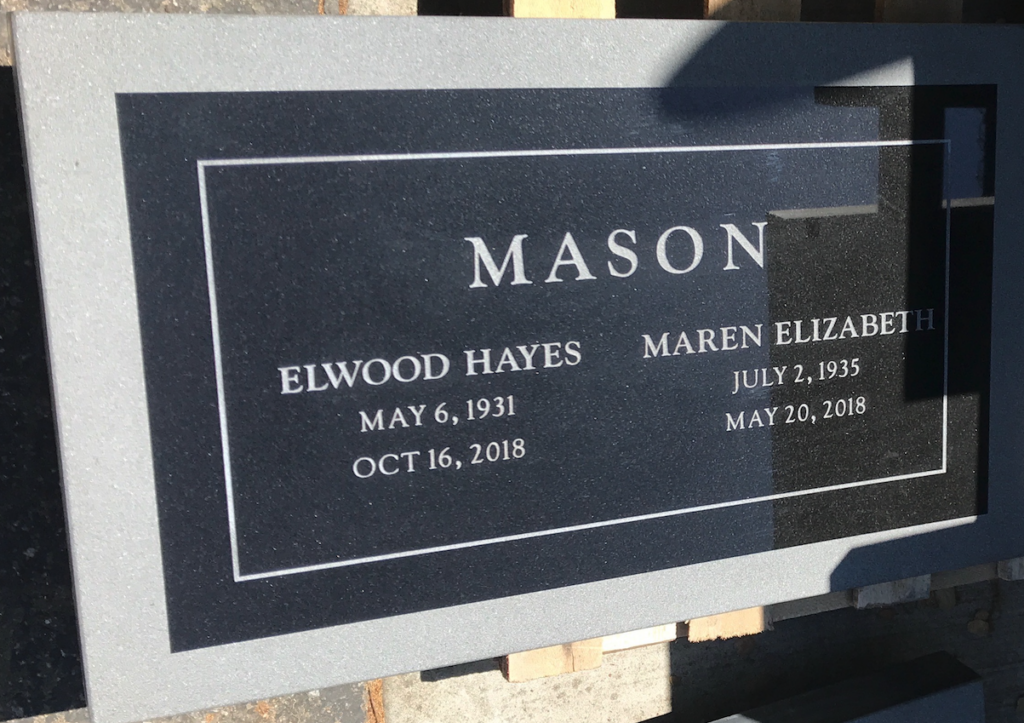 MASON
ELWOOD HAYES
MAY 6, 1931
OCT 16, 2018
MAREN ELIZABETH
JULY 2, 1935
MAY 20, 2018